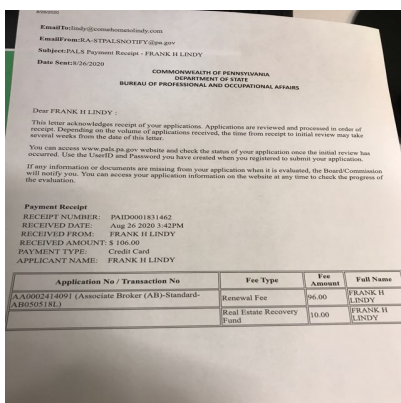 8/26/2020
EmailTo:lindy@comehometolindy.com
EmailFrom:RA-STPALSNOTIFY@pa.gov
Subject:PALS Payment Receipt - FRANK H LINDY
Date Sent:8/26/2020
COMMONWEALTH OF PENNSYLVANIA
DEPARTMENT OF STATE
BUREAU OF PROFESSIONAL AND OCCUPATIONAL AFFAIRS
Dear FRANK H LINDY :
This letter acknowledges receipt of your applications. Applications are reviewed and processed in order of
receipt. Depending on the volume of applications received, the time from receipt to initial review may take
several weeks from the date of this letter.
You can access www.pals.pa.gov website and check the status of your application once the initial review has
occurred. Use the UserID and Password you have created when you registered to submit your application.
If any information or documents are missing from your application when it is evaluated, the Board/Commission
will notify you. You can access your application information on the website at any time to check the progress of
the evaluation.
Payment Receipt
RECEIPT NUMBER: PAID0001831462
RECEIVED DATE: Aug 26 2020 3:42PM
RECEIVED FROM: FRANK H LINDY
RECEIVED AMOUNT: $ 106.00
PAYMENT TYPE: Credit Card
APPLICANT NAME: FRANK H LINDY
Application No / Transaction No Fee Type Fee Amount Full Name
AA0002414091 (Associate Broker (AB)-Standard-
AB050518L) Renewal Fee 96.00 FRANK H LINDY
Real Estate Recovery Fund 10.00 FRANK H LINDY